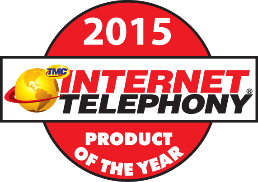 2015
TMC
INTERNET
TELEPHONY®
PRODUCT
OF THE YEAR